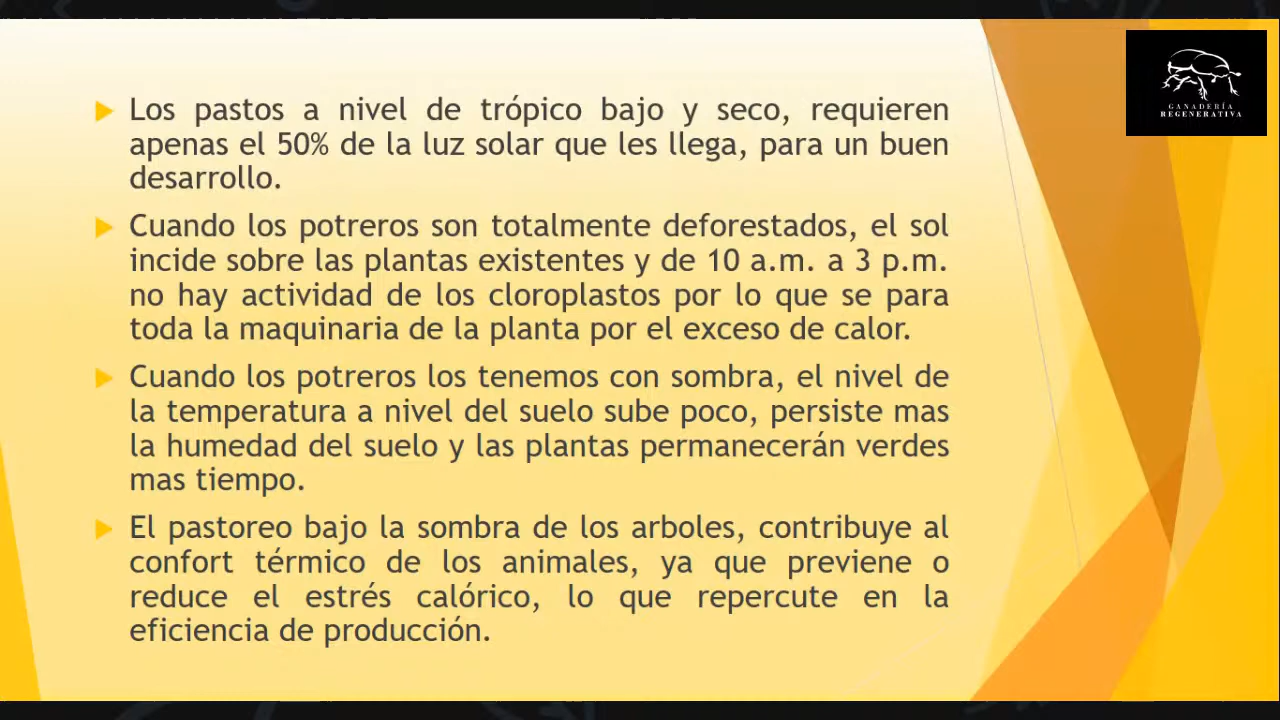 GANADERÍA
REGENERATIVA
Los pastos a nivel de trópico bajo y seco, requieren
apenas el 50% de la luz solar que les llega, para un buen
desarrollo.
Cuando los potreros son totalmente deforestados, el sol
incide sobre las plantas existentes y de 10 a.m. a 3 p.m.
no hay actividad de los cloroplastos por lo que se para
toda la maquinaria de la planta por el exceso de calor.
Cuando los potreros los tenemos con sombra, el nivel de
la temperatura a nivel del suelo sube poco, persiste mas
la humedad del suelo y las plantas permanecerán verdes
mas tiempo.
El pastoreo bajo la sombra de los arboles, contribuye al
confort térmico de los animales, ya que previene o
reduce el estrés calórico, lo que repercute en la
eficiencia de producción.